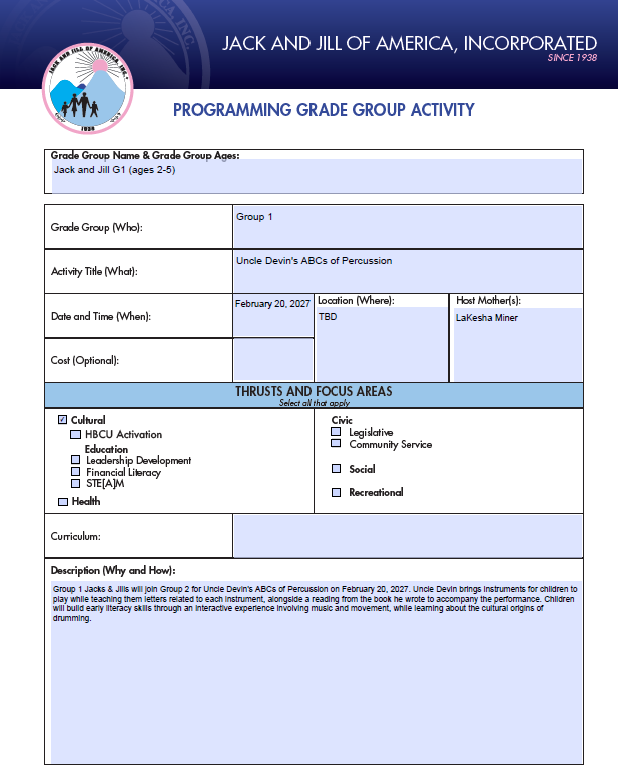 JACK AND JILL OF AMERICA, INCORPORATED
SINCE 1938
JACK AND JILL OF AMERICA, INC.
1938
PROGRAMMING GRADE GROUP ACTIVITY
Grade Group Name & Grade Group Ages:
Jack and Jill G1 (ages 2-5)
Grade Group (Who):
Group 1
Activity Title (What):
Uncle Devin's ABCs of Percussion
Date and Time (When):
February 20, 2027
Location (Where):
TBD
Host Mother(s):
LaKesha Miner
Cost (Optional):
THRUSTS AND FOCUS AREAS
Select all that apply
Cultural
HBCU Activation
Education
Leadership Development
Financial Literacy
STE[A]M
Health
Civic
Legislative
Community Service
Social
Recreational
Curriculum:
Description (Why and How):
Group 1 Jacks & Jills will join Group 2 for Uncle Devin's ABCs of Percussion on February 20, 2027. Uncle Devin brings instruments for children to
play while teaching them letters related to each instrument, alongside a reading from the book he wrote to accompany the performance. Children
will build early literacy skills through an interactive experience involving music and movement, while learning about the cultural origins of
drumming.